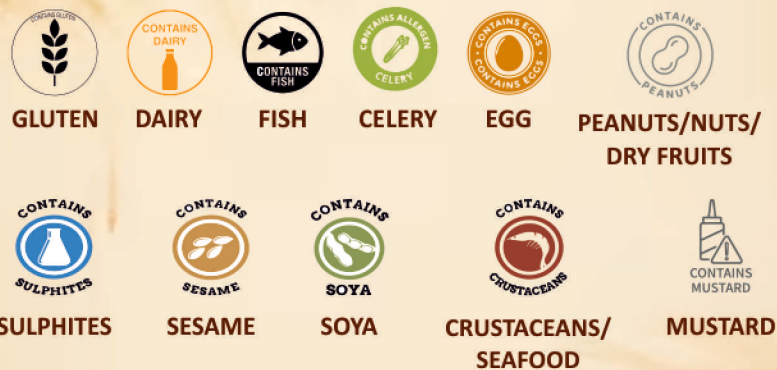 CONTAINS GLUTEN
CONTAINS
DAIRY
CONTAINS
FISH
CONTAINS ALLERGEN
CELERY
CONTAINS EGGS
CONTAINS EGGS
CONTAINS
PEANUTS
GLUTEN
DAIRY
FISH
CELERY
EGG
PEANUTS/NUTS/
DRY FRUITS
CONTAINS
SULPHITES
CONTAINS
SESAME
CONTAINS
SOYA
CONTAINS
CRUSTACEANS
CONTAINS
MUSTARD
SULPHITES
SESAME
SOYA
CRUSTACEANS/
SEAFOOD
MUSTARD